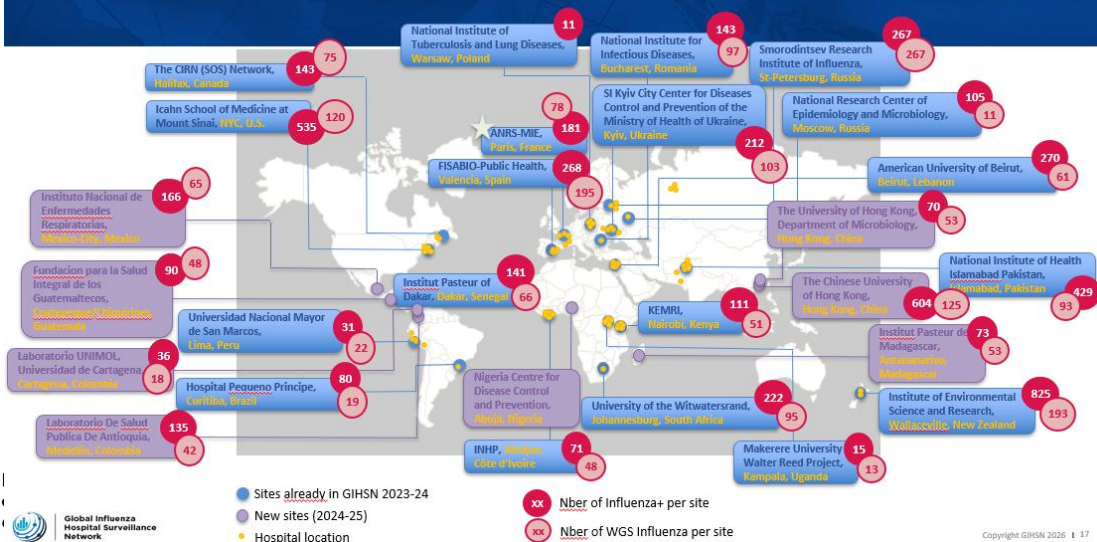 The CIRN (SOS) Network,
Halifax, Canada
143
75
Icahn School of Medicine at
Mount Sinai, NYC, U.S.
535
120
National Institute of
Tuberculosis and Lung Diseases,
Warsaw, Poland
11
National Institute for
Infectious Diseases,
Bucharest, Romania
143
97
Smorodintsev Research
Institute of Influenza,
St-Petersburg, Russia
267
267
ANRS-MIE,
Paris, France
78
181
SI Kyiv City Center for Diseases
Control and Prevention of the
Ministry of Health of Ukraine,
Kyiv, Ukraine
212
103
National Research Center of
Epidemiology and Microbiology,
Moscow, Russia
105
11
FISABIO-Public Health,
Valencia, Spain
268
195
American University of Beirut,
Beirut, Lebanon
270
61
Instituto Nacional de
Enfermedades
Respiratorias,
Mexico-City, Mexico
166
65
The University of Hong Kong,
Department of Microbiology,
Hong Kong, China
70
53
Fundacion para la Salud
Integral de los
Guatemaltecos,
Guatemala
90
48
Institut Pasteur of
Dakar, Dakar, Senegal
141
66
National Institute of Health
Islamabad Pakistan,
Islamabad, Pakistan
429
93
The Chinese University
of Hong Kong,
Hong Kong, China
604
125
Universidad Nacional Mayor
de San Marcos,
Lima, Peru
31
22
KEMRI,
Nairobi, Kenya
111
51
Institut Pasteur de
Madagascar,
Antananarivo,
Madagascar
73
53
Laboratorio UNIMOL,
Universidad de Cartagena,
Cartagena, Colombia
36
18
Hospital Pequeno Principe,
Curitiba, Brazil
80
19
Nigeria Centre for
Disease Control
and Prevention,
Abuja, Nigeria
University of the Witwatersrand,
Johannesburg, South Africa
222
95
Institute of Environmental
Science and Research,
Wallaceville, New Zealand
825
193
Laboratorio De Salud
Publica De Antioquia,
Medellin, Colombia
135
42
INHP, Abidjan,
Côte d'Ivoire
71
48
Makerere University
Walter Reed Project,
Kampala, Uganda
15
13
Sites already in GIHSN 2023-24
New sites (2024-25)
Hospital location
xx Nber of Influenza+ per site
xx Nber of WGS Influenza per site
Global Influenza
Hospital Surveillance
Network
Copyright GIHSN 2026 | 17